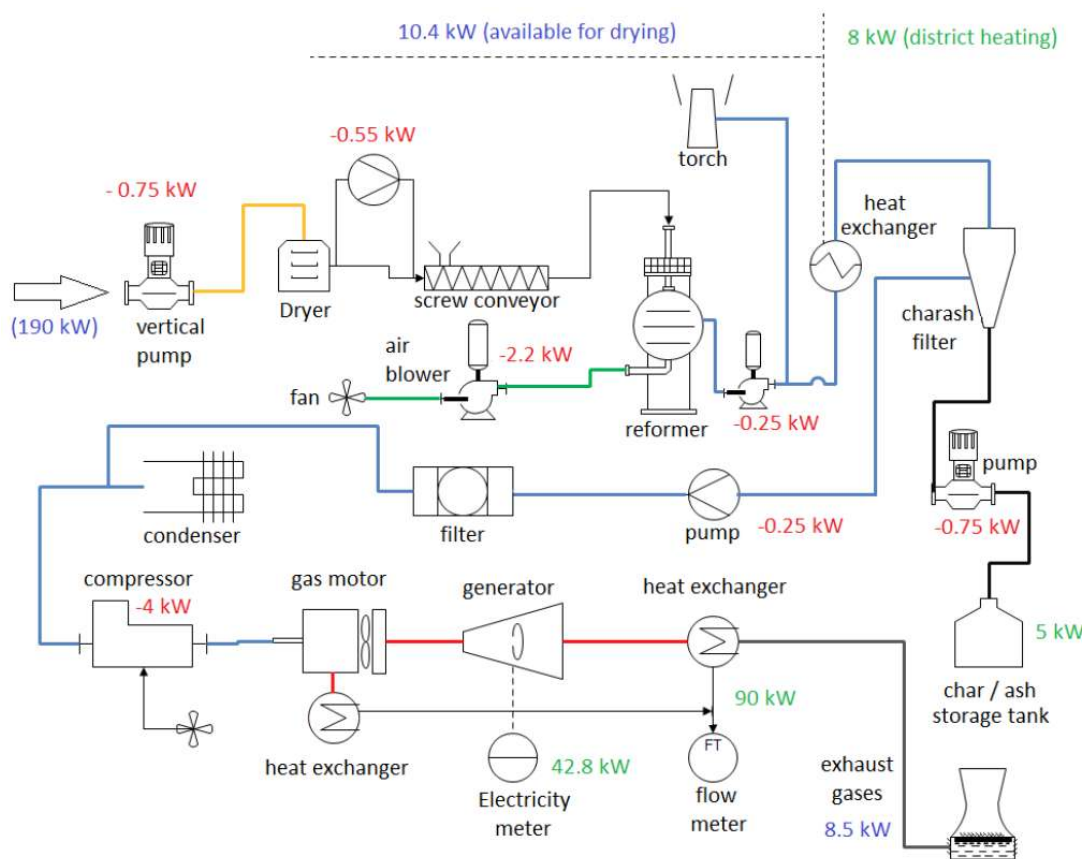 10.4 kW (available for drying)
8 kW (district heating)
-0.55 kW
torch
- 0.75 kW
heat
exchanger
Dryer
screw conveyor
(190 kW)
vertical
pump
charash
filter
air
blower
-2.2 kW
fan
reformer
-0.25 kW
pump
condenser
filter
pump
-0.25 kW
-0.75 kW
compressor
-4 kW
gas motor
generator
heat exchanger
5 kW
char / ash
storage tank
90 kW
heat exchanger
42.8 kW
Electricity
meter
FT
flow
meter
exhaust
gases
8.5 kW